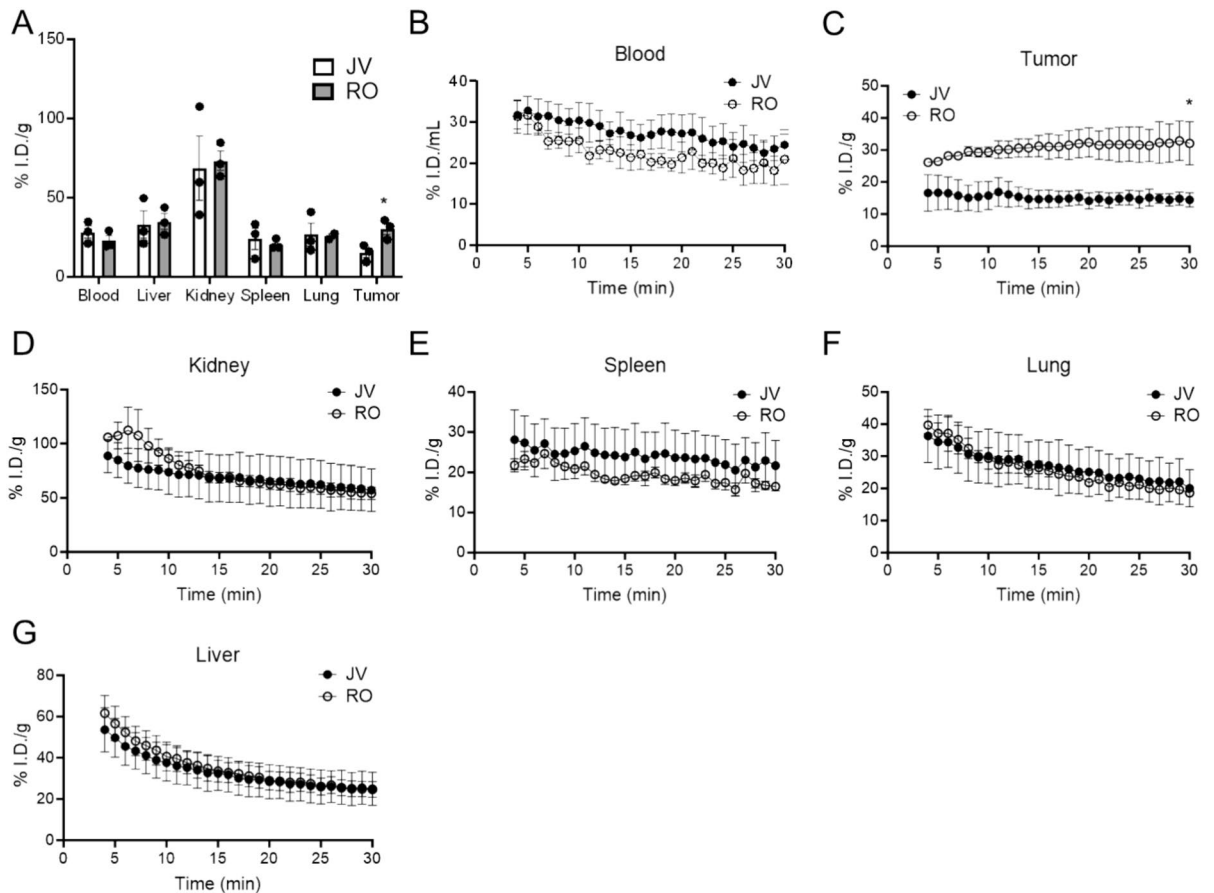 A
150
100
50
0
% I.D./g
JV
RO
*
Blood Liver Kidney Spleen Lung Tumor
B
Blood
JV
RO
40
30
20
10
0
% I.D./mL
0 5 10 15 20 25 30
Time (min)
C
Tumor
JV
RO
*
50
40
30
20
10
0
% I.D./g
0 5 10 15 20 25 30
Time (min)
D
Kidney
JV
RO
150
100
50
0
% I.D./g
0 5 10 15 20 25 30
Time (min)
E
Spleen
JV
RO
40
30
20
10
0
% I.D./g
0 5 10 15 20 25 30
Time (min)
F
Lung
JV
RO
50
40
30
20
10
0
% I.D./g
0 5 10 15 20 25 30
Time (min)
G
Liver
JV
RO
80
60
40
20
0
% I.D./g
0 5 10 15 20 25 30
Time (min)